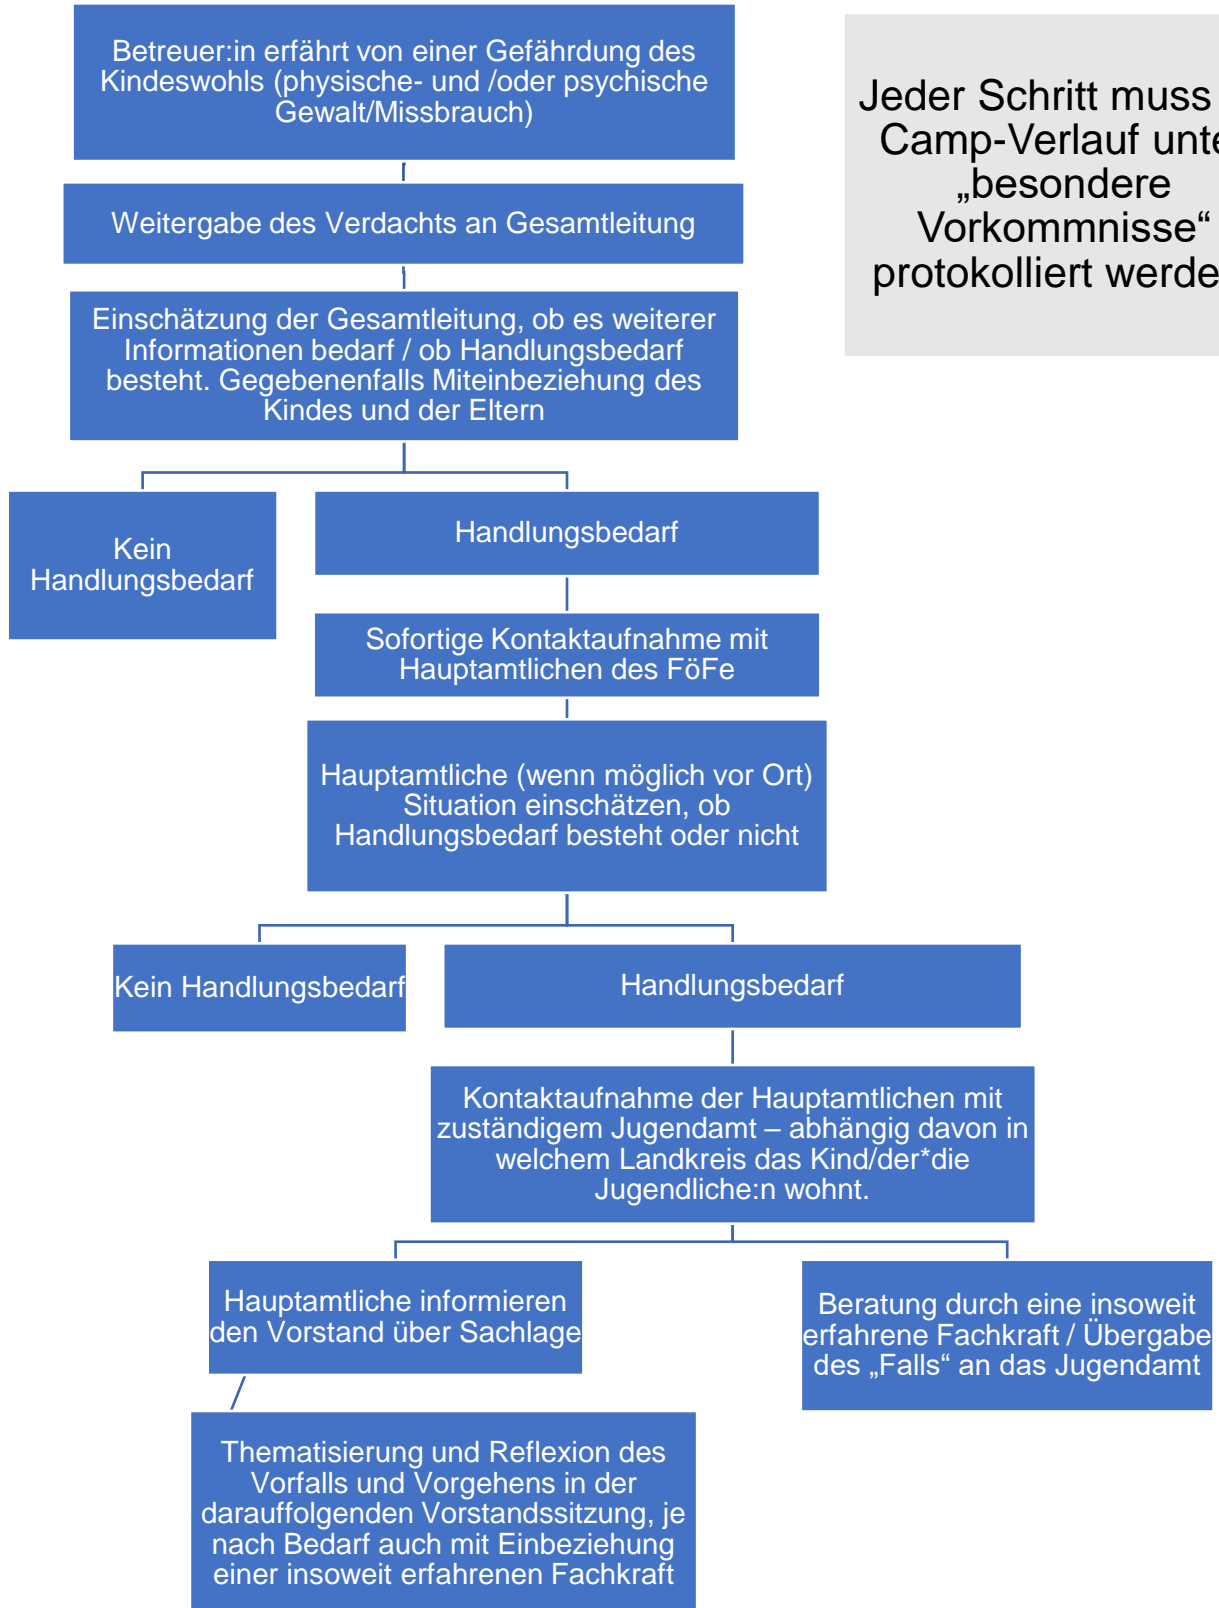 Betreuer:in erfährt von einer Gefährdung des
Kindeswohls (physische- und /oder psychische
Gewalt/Missbrauch)
Jeder Schritt muss
Camp-Verlauf unte
„besondere
Vorkommnisse“
protokolliert werde
Weitergabe des Verdachts an Gesamtleitung
Einschätzung der Gesamtleitung, ob es weiterer
Informationen bedarf / ob Handlungsbedarf
besteht. Gegebenenfalls Miteinbeziehung des
Kindes und der Eltern
Kein
Handlungsbedarf
Handlungsbedarf
Sofortige Kontaktaufnahme mit
Hauptamtlichen des FöFe
Hauptamtliche (wenn möglich vor Ort)
Situation einschätzen, ob
Handlungsbedarf besteht oder nicht
Kein Handlungsbedarf
Handlungsbedarf
Kontaktaufnahme der Hauptamtlichen mit
zuständigem Jugendamt – abhängig davon in
welchem Landkreis das Kind/der*die
Jugendliche:n wohnt.
Hauptamtliche informieren
den Vorstand über Sachlage
Beratung durch eine insoweit
erfahrene Fachkraft / Übergabe
des „Falls“ an das Jugendamt
Thematisierung und Reflexion des
Vorfalls und Vorgehens in der
darauffolgenden Vorstandssitzung, je
nach Bedarf auch mit Einbeziehung
einer insoweit erfahrenen Fachkraft